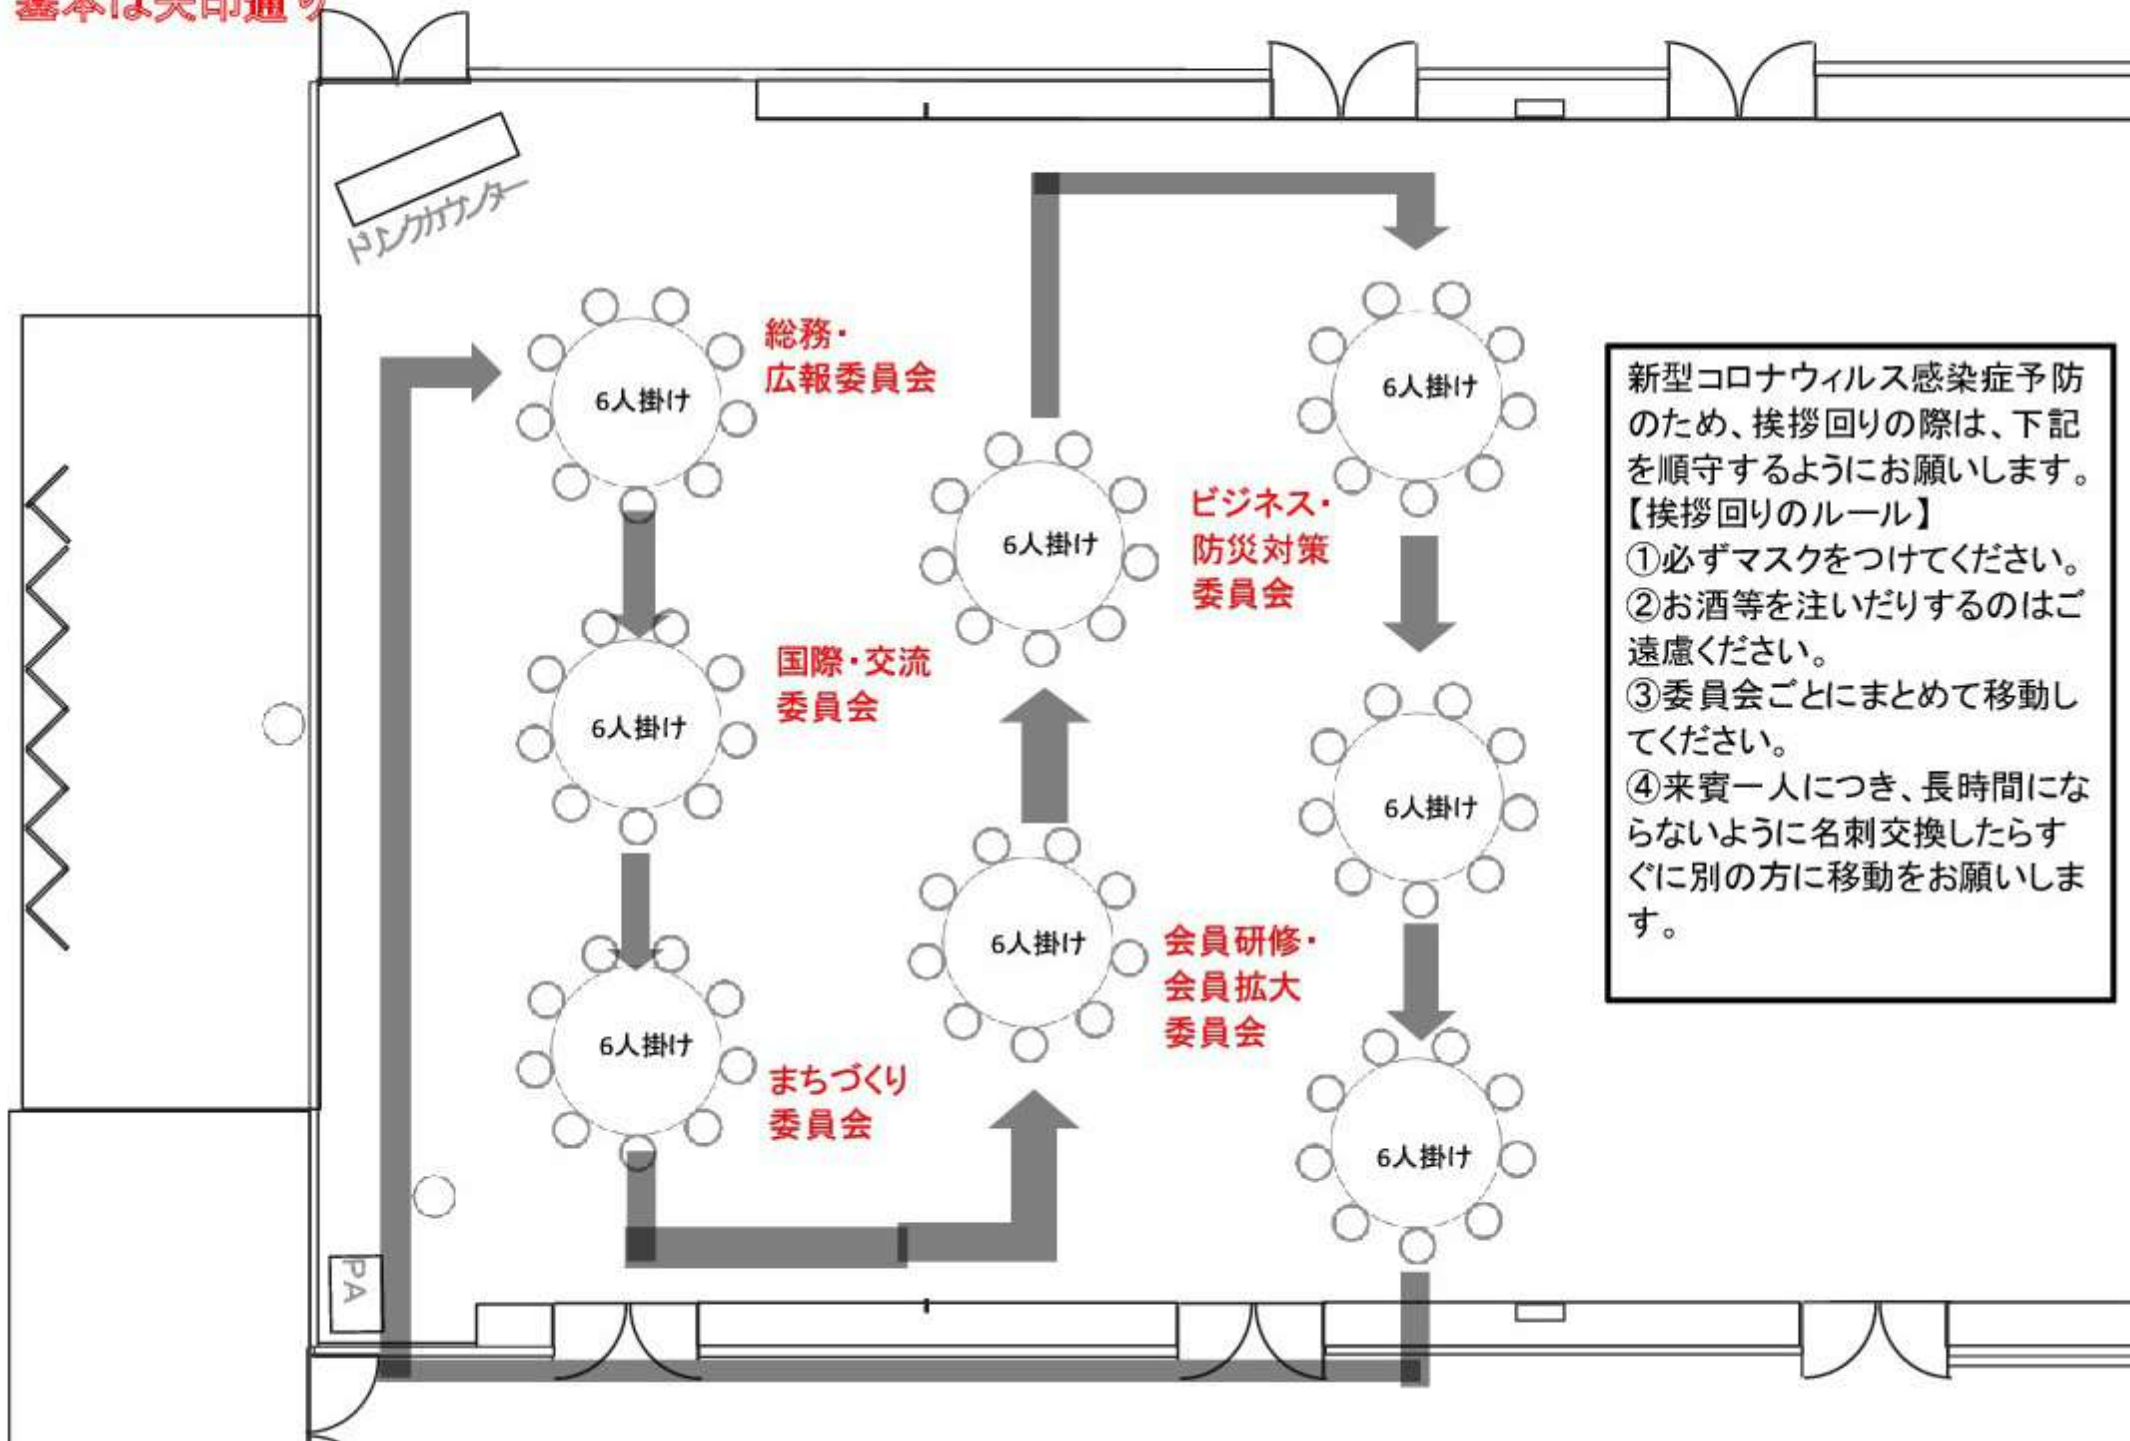 基本は矢印通り
ドリンクカウンター
6人掛け
総務・
広報委員会
6人掛け
国際・交流
委員会
6人掛け
まちづくり
委員会
6人掛け
会員研修・
会員拡大
委員会
6人掛け
ビジネス・
防災対策
委員会
6人掛け
6人掛け
6人掛け
PA
新型コロナウィルス感染症予防
のため、挨拶回りの際は、下記
を順守するようにお願いします。
【挨拶回りのルール】
①必ずマスクをつけてください。
②お酒等を注いだりするのはご
遠慮ください。
③委員会ごとにまとめて移動し
てください。
④来賓一人につき、長時間にな
らないように名刺交換したらす
ぐに別の方に移動をお願いしま
す。